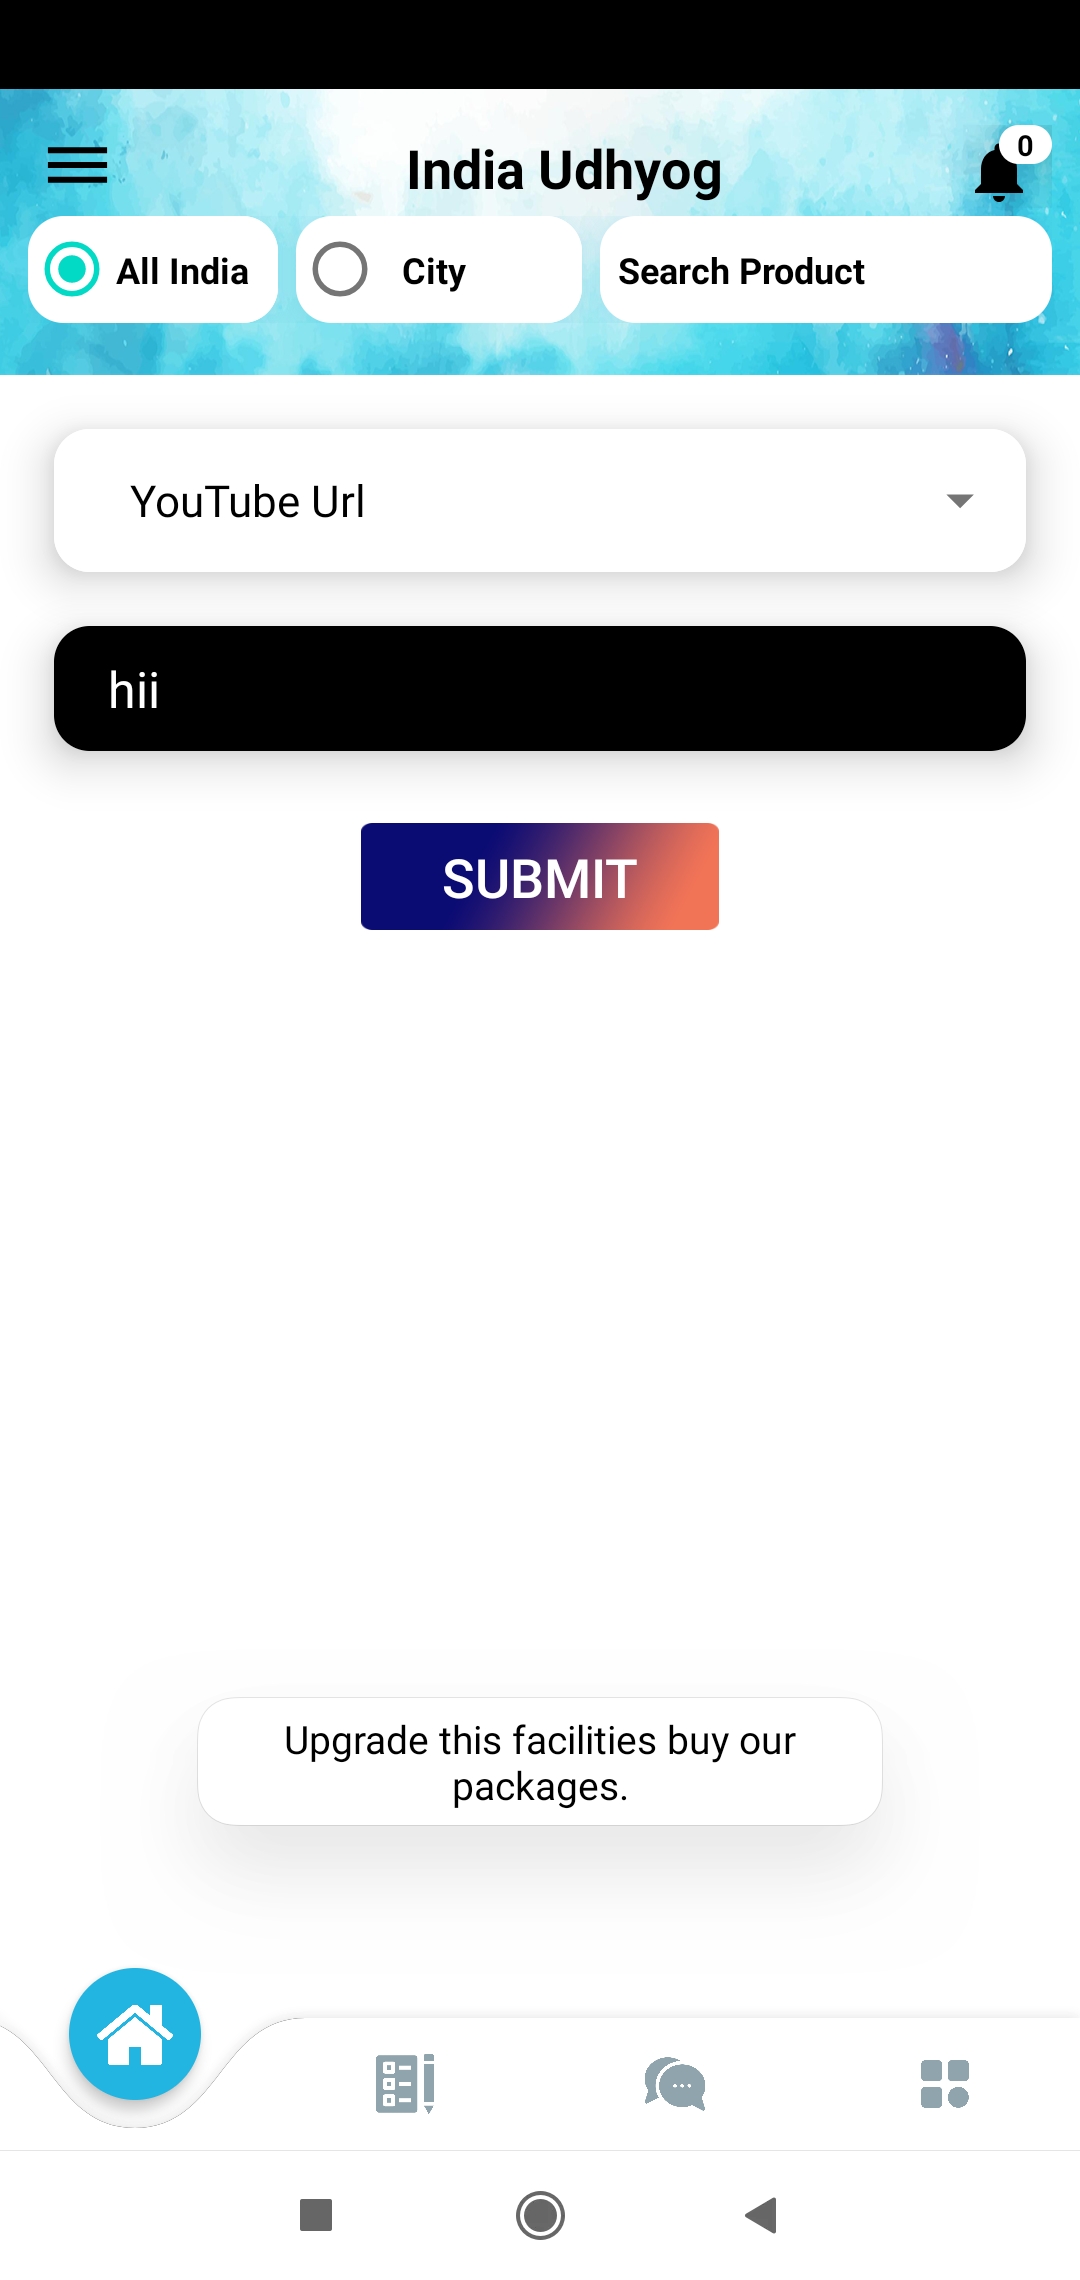 India Udhyog
0
All India
City
Search Product
YouTube Url
hii
SUBMIT
Upgrade this facilities buy our
packages.